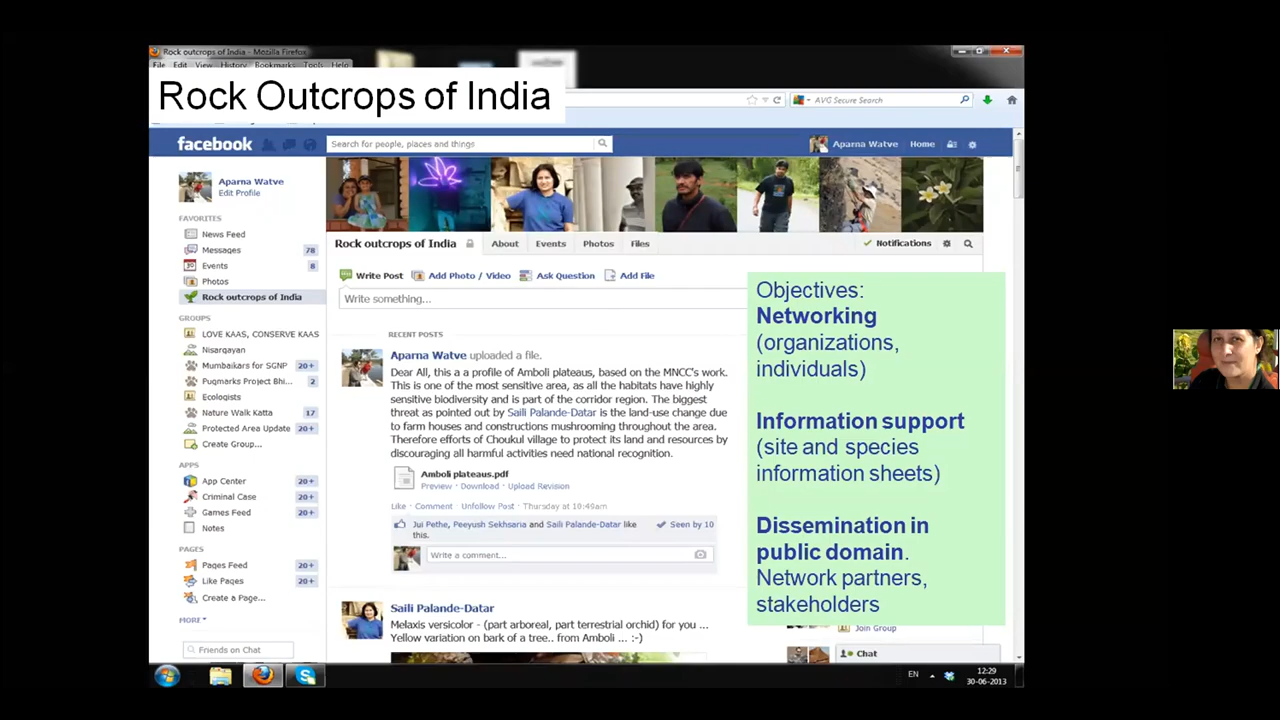 Rock outcrops of India - Mozilla Firefox
File Edit View History Bookmarks Tools Help
Rock Outcrops of India
AVG Secure Search
facebook
Search for people, places and things
Aparna Watve
Home
Aparna Watve
Edit Profile
FAVORITES
News Feed
Messages 78
Events 8
Photos
Rock outcrops of India
GROUPS
LOVE KAAS, CONSERVE KAAS
Nisargayan
Mumbaikars for SGNP 20+
Pugmarks Project Bhi... 2
Ecologists
Nature Walk Katta 17
Protected Area Update 20+
Create Group...
APPS
App Center 20+
Criminal Case 20+
Games Feed 20+
Notes
PAGES
Pages Feed 20+
Like Pages 20+
Create a Page...
MORE
Friends on Chat
Rock outcrops of India About Events Photos Files
Notifications
Write Post Add Photo / Video Ask Question Add File
Write something...
RECENT POSTS
Aparna Watve uploaded a file.
Dear All, this a a profile of Amboli plateaus, based on the MNCC's work.
This is one of the most sensitive area, as all the habitats have highly
sensitive biodiversity and is part of the corridor region. The biggest
threat as pointed out by Saili Palande-Datar is the land-use change due
to farm houses and constructions mushrooming throughout the area.
Therefore efforts of Choukul village to protect its land and resources by
discouraging all harmful activities need national recognition.
Amboli plateaus.pdf
Preview · Download · Upload Revision
Like · Comment · Unfollow Post · Thursday at 10:49am
Jui Pethe, Peeyush Sekhsaria and Saili Palande-Datar like
this.
Seen by 10
Write a comment...
Saili Palande-Datar
Melaxis versicolor - (part arboreal, part terrestrial orchid) for you ...
Yellow variation on bark of a tree.. from Amboli ... :-)
Objectives:
Networking
(organizations,
individuals)
Information support
(site and species
information sheets)
Dissemination in
public domain.
Network partners,
stakeholders
Join Group
Chat
EN
12:29
30-06-2013